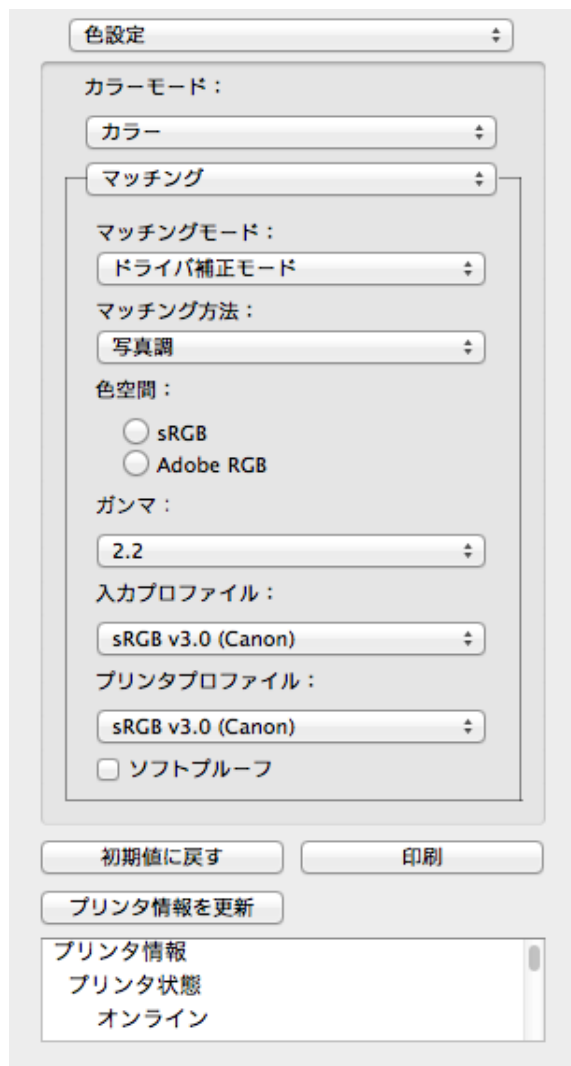 色設定
カラーモード：
カラー
マッチング
マッチングモード：
ドライバ補正モード
マッチング方法：
写真調
色空間：
sRGB
Adobe RGB
ガンマ：
2.2
入力プロファイル：
sRGB v3.0 (Canon)
プリンタプロファイル：
sRGB v3.0 (Canon)
ソフトプルーフ
初期値に戻す 印刷
プリンタ情報を更新
プリンタ情報
プリンタ状態
オンライン